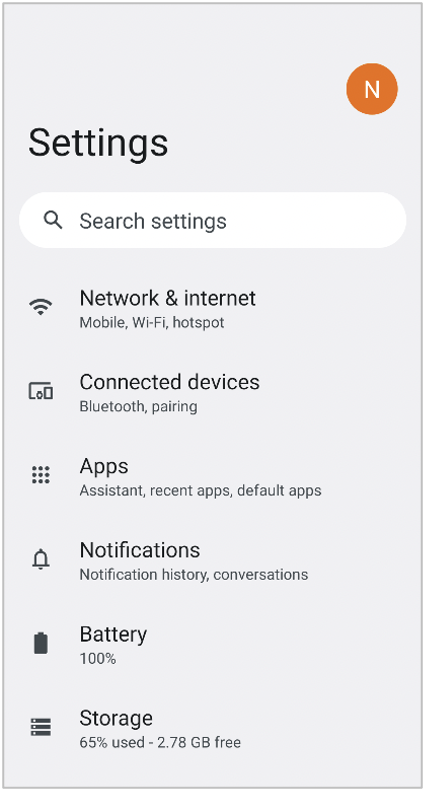 N
Settings
Search settings
Network & internet
Mobile, Wi-Fi, hotspot
Connected devices
Bluetooth, pairing
Apps
Assistant, recent apps, default apps
Notifications
Notification history, conversations
Battery
100%
Storage
65% used - 2.78 GB free